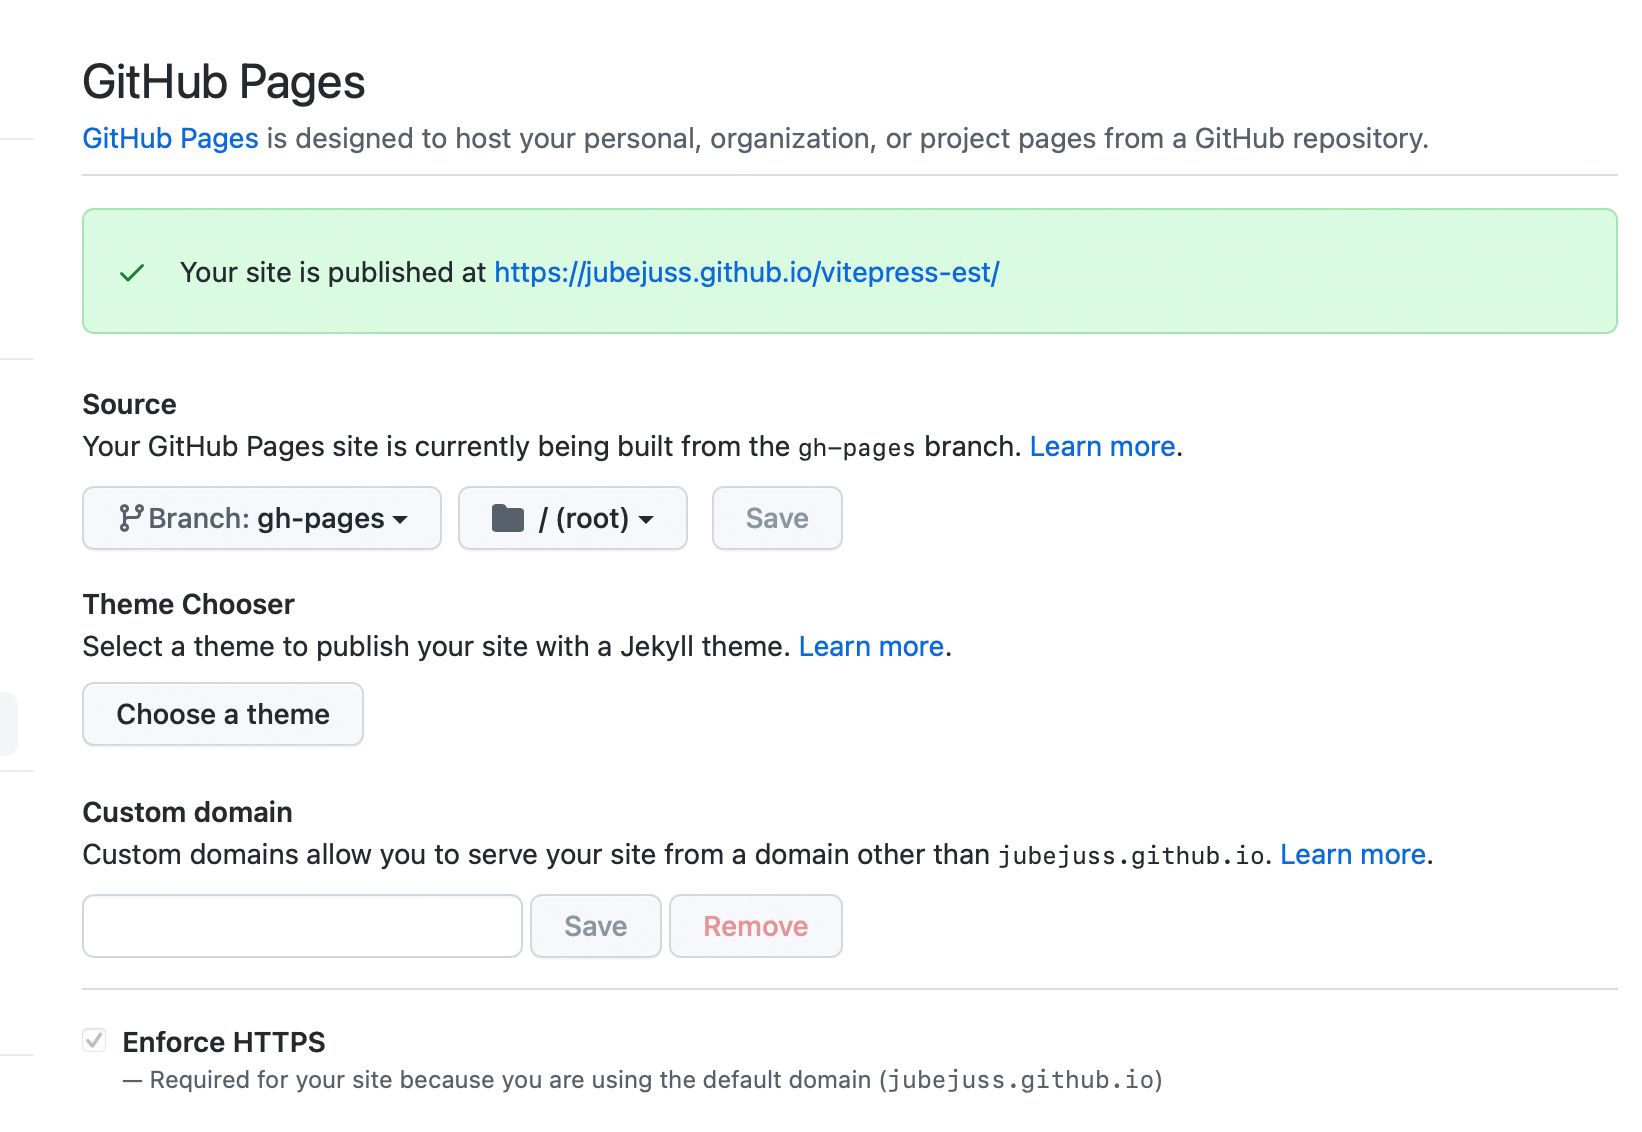 GitHub Pages
GitHub Pages is designed to host your personal, organization, or project pages from a GitHub repository.
Your site is published at https://jubejuss.github.io/vitepress-est/
Source
Your GitHub Pages site is currently being built from the gh-pages branch. Learn more.
Branch: gh-pages / (root) Save
Theme Chooser
Select a theme to publish your site with a Jekyll theme. Learn more.
Choose a theme
Custom domain
Custom domains allow you to serve your site from a domain other than jubejuss.github.io. Learn more.
Save Remove
Enforce HTTPS
— Required for your site because you are using the default domain (jubejuss.github.io)